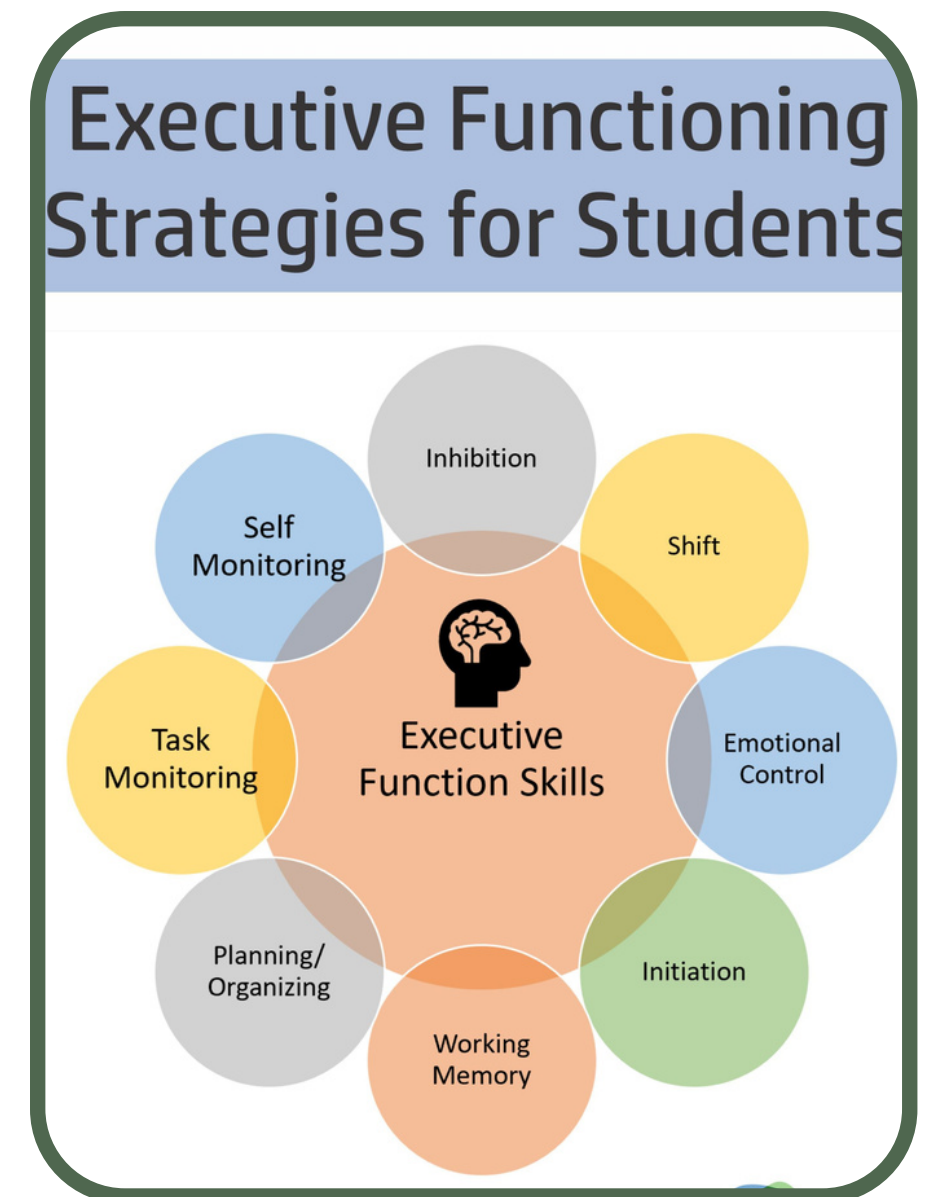 Executive Functioning
Strategies for Students
Inhibition
Shift
Emotional
Control
Initiation
Working
Memory
Planning/
Organizing
Task
Monitoring
Self
Monitoring
Executive
Function Skills